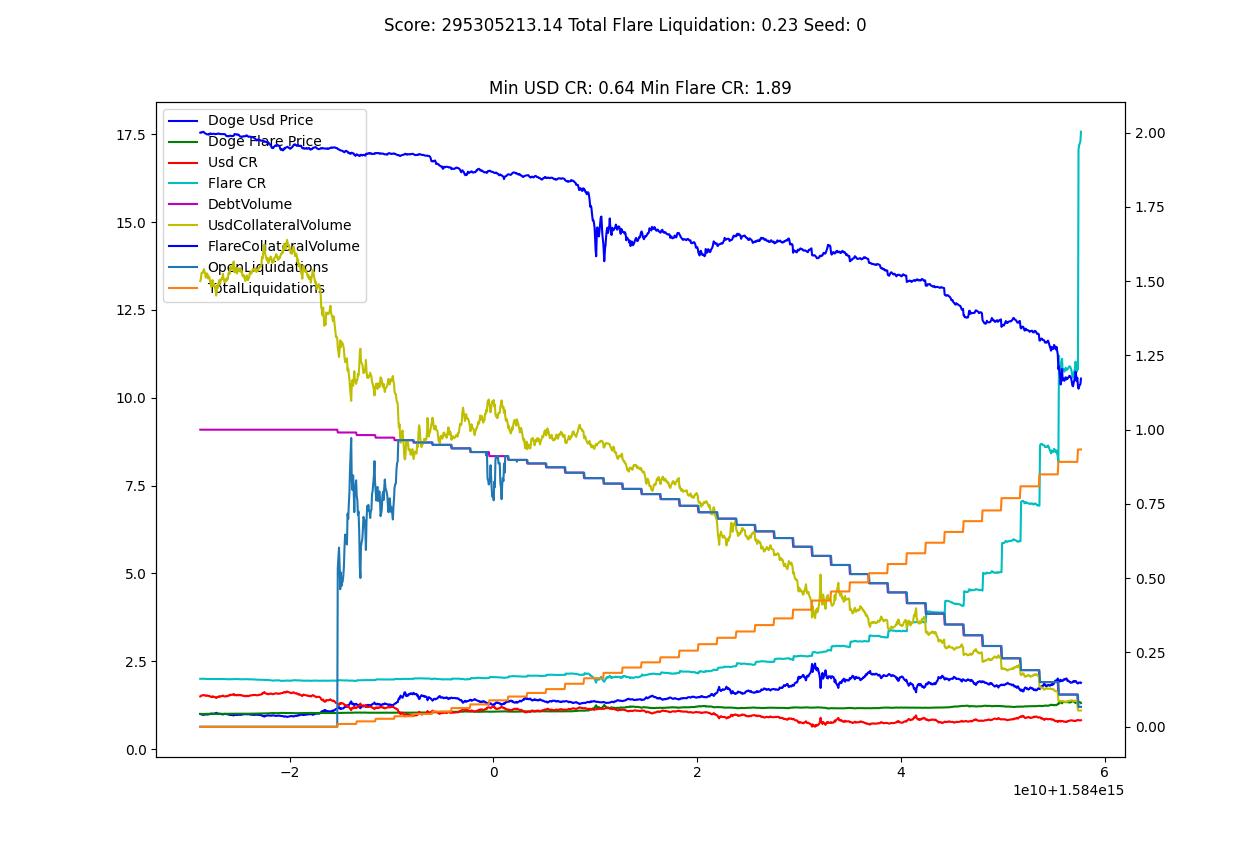 Score: 295305213.14 Total Flare Liquidation: 0.23 Seed: 0
Min USD CR: 0.64 Min Flare CR: 1.89
Doge Usd Price
Doge Flare Price
Usd CR
Flare CR
DebtVolume
UsdCollateralVolume
FlareCollateralVolume
OpenLiquidations
TotalLiquidations
17.5
15.0
12.5
10.0
7.5
5.0
2.5
0.0
2.00
1.75
1.50
1.25
1.00
0.75
0.50
0.25
0.00
−2
0
2
4
6
1e10+1.584e15